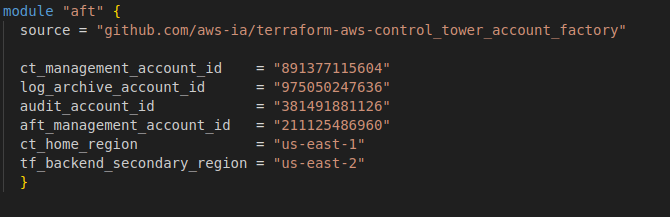 module "aft" {
  source = "github.com/aws-ia/terraform-aws-control_tower_account_factory"
  ct_management_account_id    = "891377115604"
  log_archive_account_id      = "975050247636"
  audit_account_id            = "381491881126"
  aft_management_account_id   = "211125486960"
  ct_home_region              = "us-east-1"
  tf_backend_secondary_region = "us-east-2"
  }